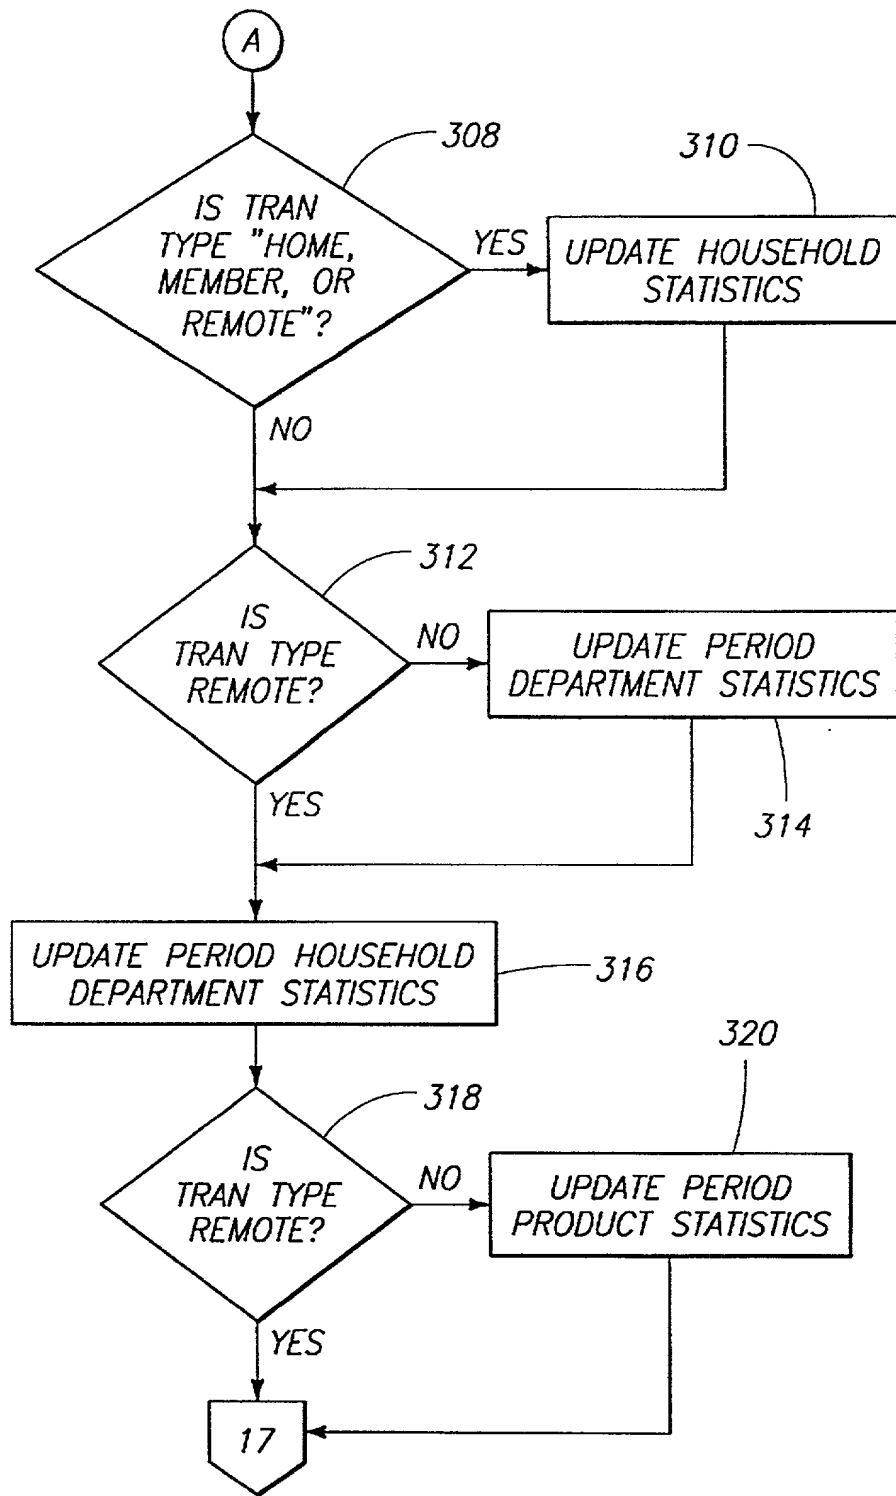 A
308
IS TRAN
TYPE "HOME,
MEMBER, OR
REMOTE"?
YES
310
UPDATE HOUSEHOLD
STATISTICS
NO
312
IS
TRAN TYPE
REMOTE?
NO
UPDATE PERIOD
DEPARTMENT STATISTICS
314
YES
UPDATE PERIOD HOUSEHOLD
DEPARTMENT STATISTICS
316
318
IS
TRAN TYPE
REMOTE?
NO
320
UPDATE PERIOD
PRODUCT STATISTICS
YES
17